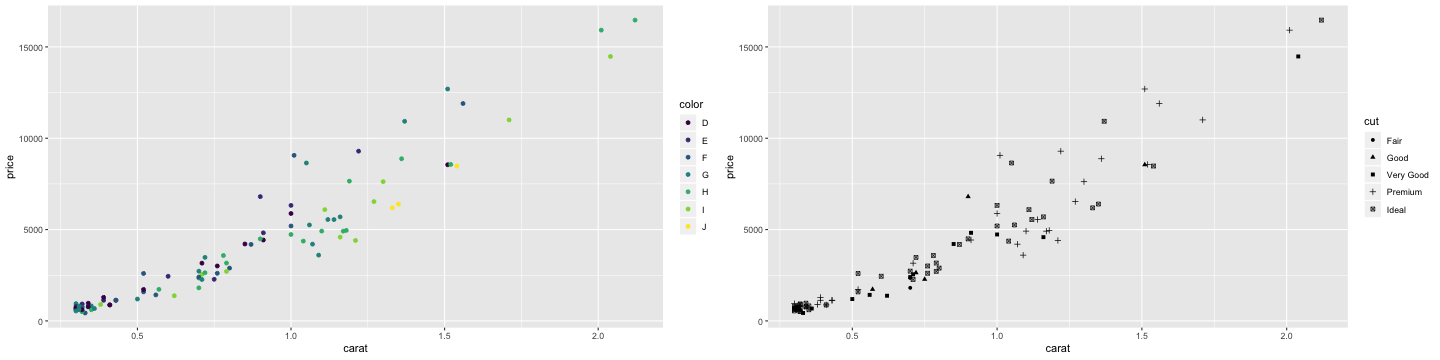 15000
10000
5000
0
price
0.5 1.0 1.5 2.0
carat
color
D
E
F
G
H
I
J
15000
10000
5000
0
price
0.5 1.0 1.5 2.0
carat
cut
Fair
Good
Very Good
Premium
Ideal